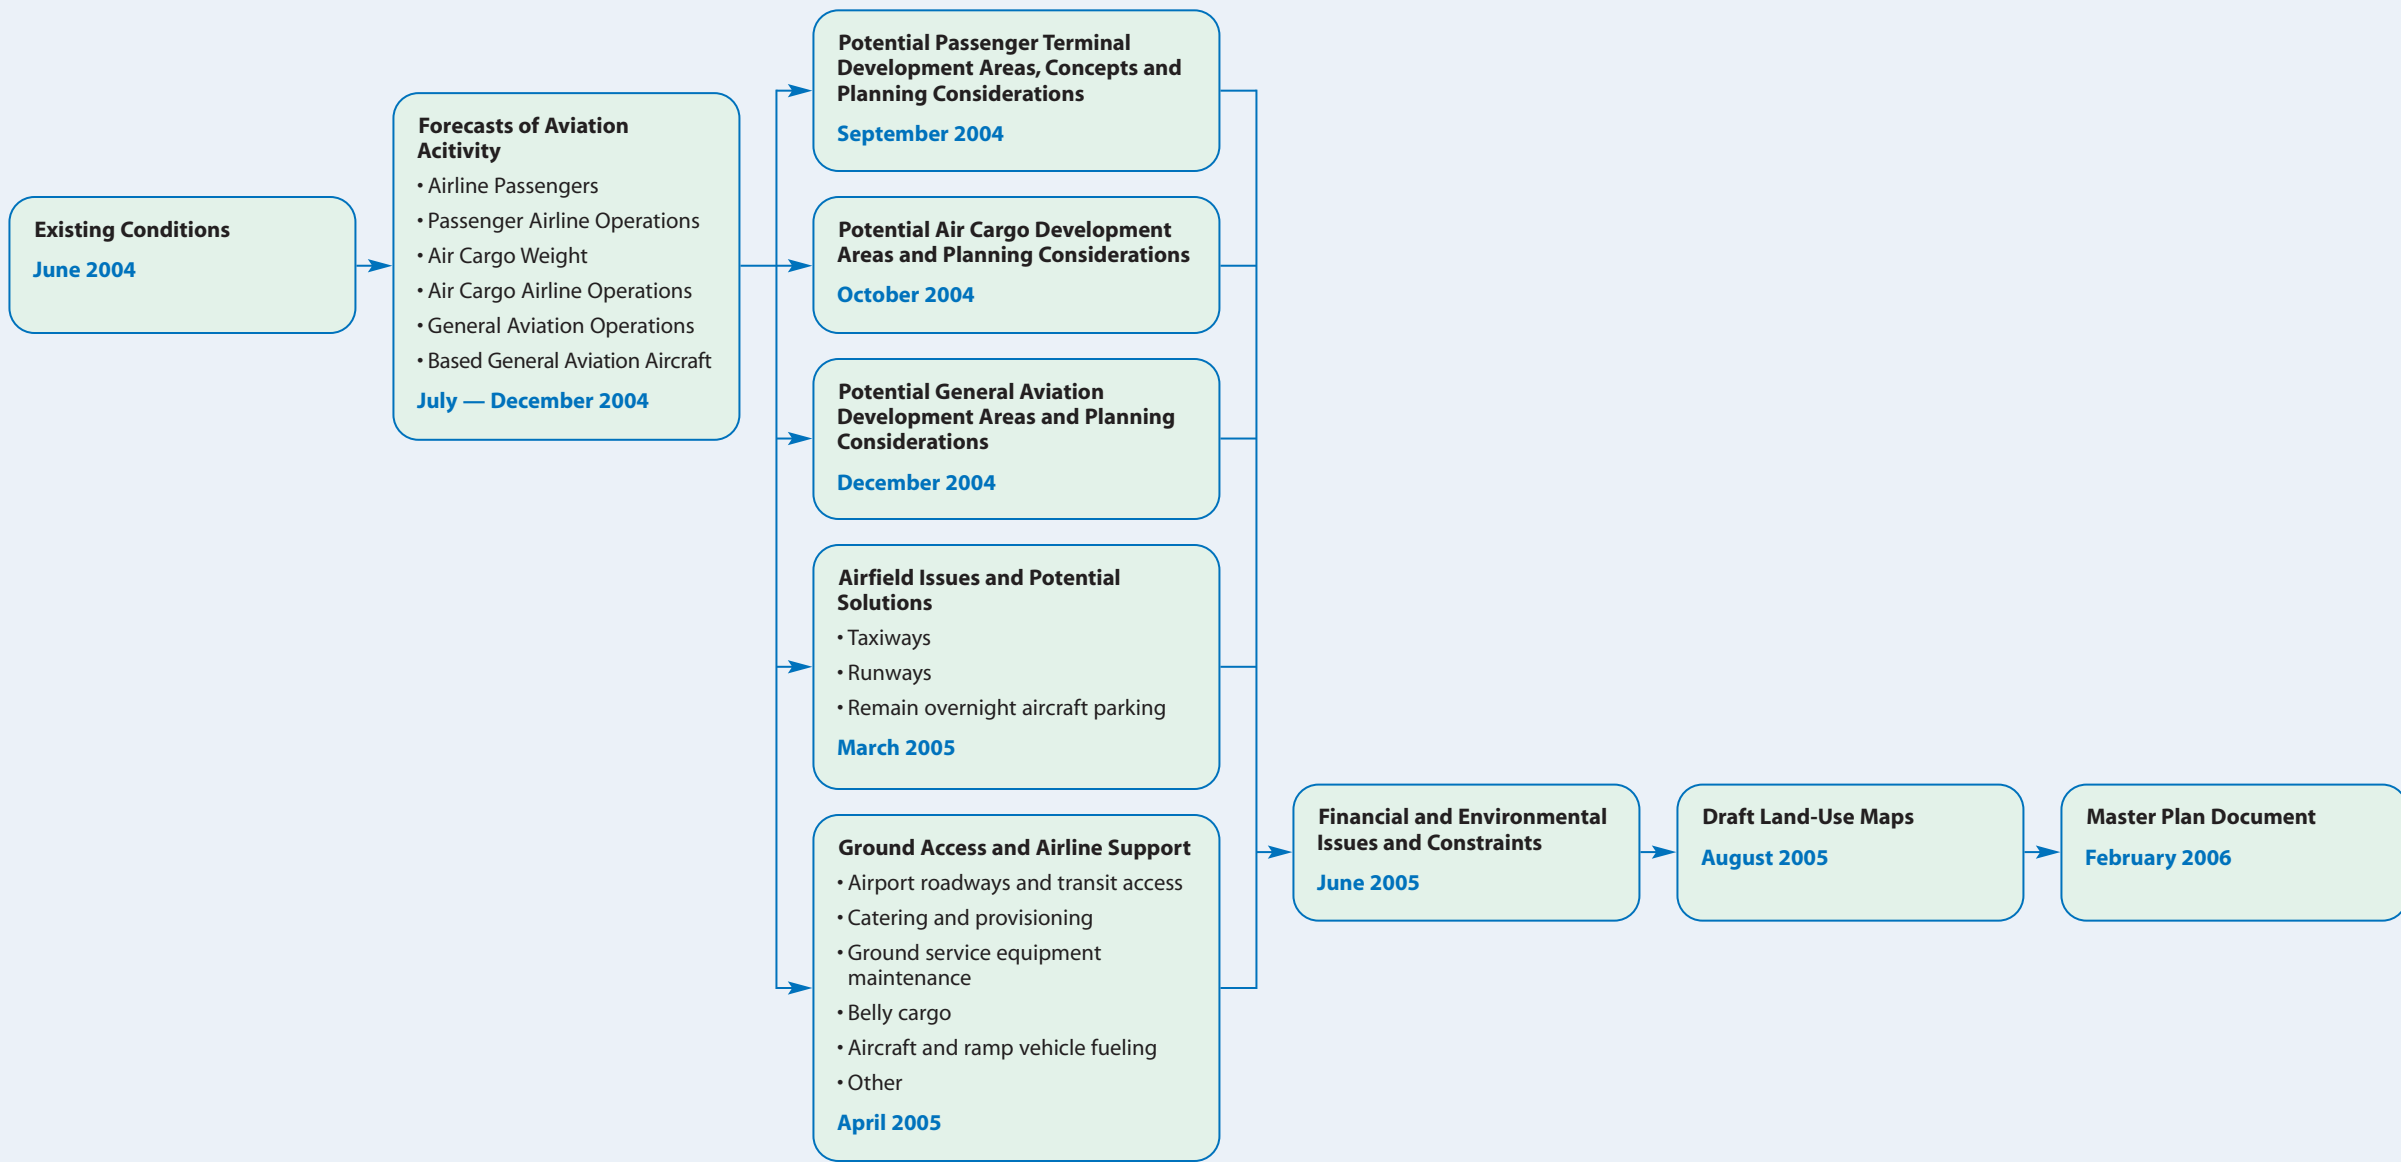 Existing Conditions
June 2004
Forecasts of Aviation
Acitivity
• Airline Passengers
• Passenger Airline Operations
• Air Cargo Weight
• Air Cargo Airline Operations
• General Aviation Operations
• Based General Aviation Aircraft
July — December 2004
Potential Passenger Terminal
Development Areas, Concepts and
Planning Considerations
September 2004
Potential Air Cargo Development
Areas and Planning Considerations
October 2004
Potential General Aviation
Development Areas and Planning
Considerations
December 2004
Airfield Issues and Potential
Solutions
• Taxiways
• Runways
• Remain overnight aircraft parking
March 2005
Ground Access and Airline Support
• Airport roadways and transit access
• Catering and provisioning
• Ground service equipment
maintenance
• Belly cargo
• Aircraft and ramp vehicle fueling
• Other
April 2005
Financial and Environmental
Issues and Constraints
June 2005
Draft Land-Use Maps
August 2005
Master Plan Document
February 2006